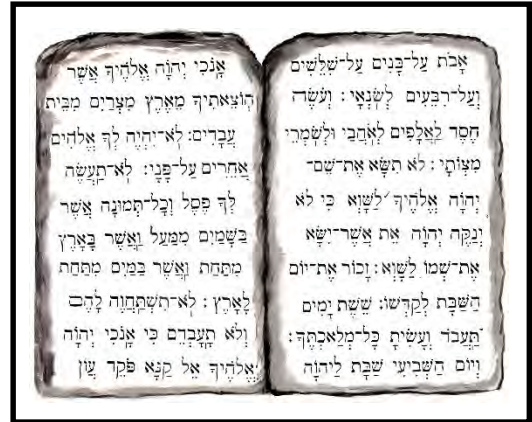 אָנֹכִי יְהוָה אֱלֹהֶיךָ אֲשֶׁר
הוֹצֵאתִיךָ מֵאֶרֶץ מִצְרַיִם מִבֵּית
עֲבָדִים׃ לֹא־יִהְיֶה לְךָ אֱלֹהִים
אֲחֵרִים עַל־פָּנָי׃ לֹא־תַעֲשֶׂה
לְךָ פֶסֶל וְכָל־תְּמוּנָה אֲשֶׁר
בַּשָּׁמַיִם מִמַּעַל וַאֲשֶׁר בָּאָרֶץ
מִתַּחַת וַאֲשֶׁר בַּמַּיִם מִתַּחַת
לָאָרֶץ׃ לֹא־תִשְׁתַּחֲוֶה לָהֶם
וְלֹא תָעָבְדֵם כִּי אָנֹכִי יְהוָה
אֱלֹהֶיךָ אֵל קַנָּא פֹּקֵד עֲוֹן
אָבֹת עַל־בָּנִים עַל־שִׁלֵּשִׁים
וְעַל־רִבֵּעִים לְשֹׂנְאָי׃ וְעֹשֶׂה
חֶסֶד לַאֲלָפִים לְאֹהֲבַי וּלְשֹׁמְרֵי
מִצְוֹתָי׃ לֹא תִשָּׂא אֶת־שֵׁם־
יְהוָה אֱלֹהֶיךָ לַשָּׁוְא כִּי לֹא
יְנַקֶּה יְהוָה אֵת אֲשֶׁר־יִשָּׂא
אֶת־שְׁמוֹ לַשָּׁוְא׃ זָכוֹר אֶת־יוֹם
הַשַּׁבָּת לְקַדְּשׁוֹ׃ שֵׁשֶׁת יָמִים
תַּעֲבֹד וְעָשִׂיתָ כָּל־מְלַאכְתֶּךָ׃
וְיוֹם הַשְּׁבִיעִי שַׁבָּת לַיהוָה